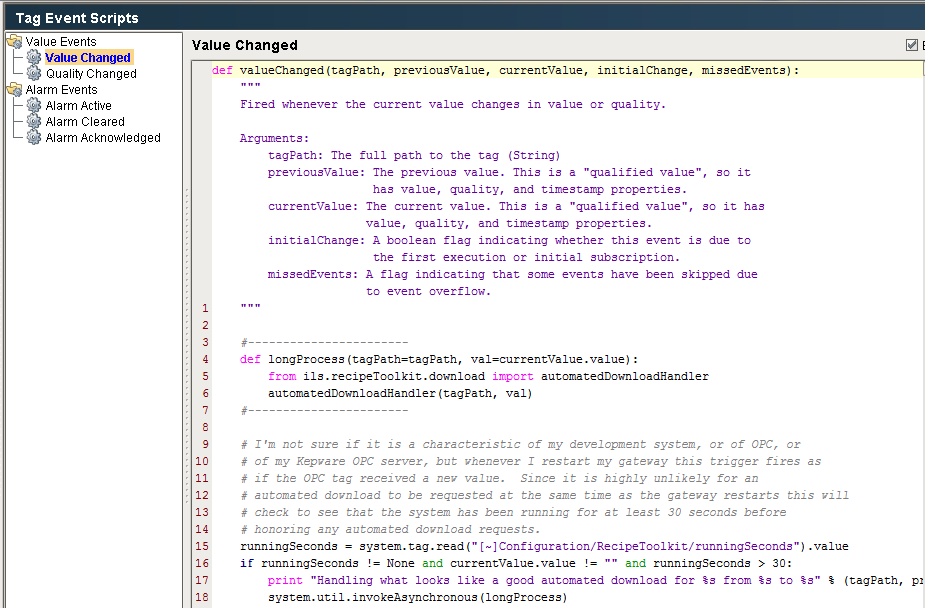 Tag Event Scripts
Value Events
Value Changed
Quality Changed
Alarm Events
Alarm Active
Alarm Cleared
Alarm Acknowledged
Value Changed
def valueChanged(tagPath, previousValue, currentValue, initialChange, missedEvents):
"""
Fired whenever the current value changes in value or quality.
Arguments:
tagPath: The full path to the tag (String)
previousValue: The previous value. This is a "qualified value", so it
has value, quality, and timestamp properties.
currentValue: The current value. This is a "qualified value", so it has
value, quality, and timestamp properties.
initialChange: A boolean flag indicating whether this event is due to
the first execution or initial subscription.
missedEvents: A flag indicating that some events have been skipped due
to event overflow.
1 """
2
3 #-----------------------
4 def longProcess(tagPath=tagPath, val=currentValue.value):
5 from ils.recipeToolkit.download import automatedDownloadHandler
6 automatedDownloadHandler(tagPath, val)
7 #-----------------------
8
9 # I'm not sure if it is a characteristic of my development system, or of OPC, or
10 # of my Kepware OPC server, but whenever I restart my gateway this trigger fires as
11 # if the OPC tag received a new value.  Since it is highly unlikely for an
12 # automated download to be requested at the same time as the gateway restarts this will
13 # check to see that the system has been running for at least 30 seconds before
14 # honoring any automated download requests.
15 runningSeconds = system.tag.read("[~]Configuration/RecipeToolkit/runningSeconds").value
16 if runningSeconds != None and currentValue.value != "" and runningSeconds > 30:
17 print "Handling what looks like a good automated download for %s from %s to %s" % (tagPath, pr
18 system.util.invokeAsynchronous(longProcess)